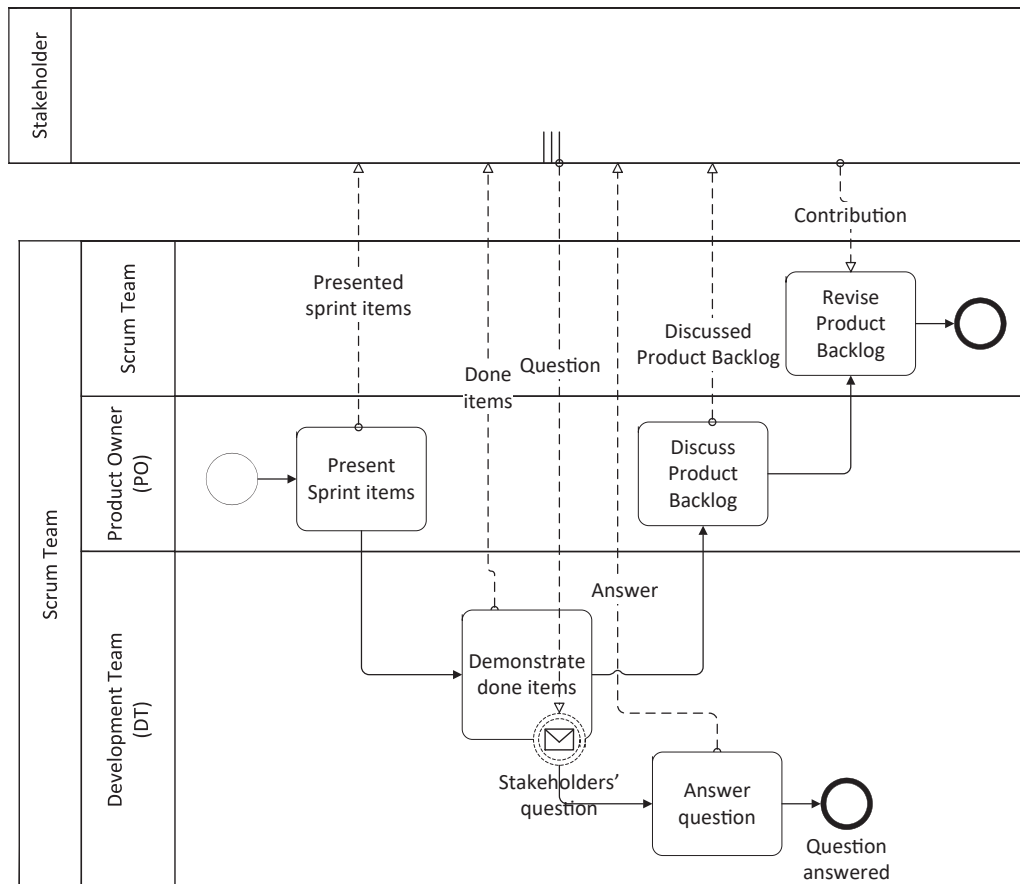 Stakeholder
Contribution
Scrum Team
Scrum Team
Presented
sprint items
Done
items
Question
Discussed
Product Backlog
Revise
Product
Backlog
Product Owner
(PO)
Present
Sprint items
Discuss
Product
Backlog
Development Team
(DT)
Answer
Demonstrate
done items
Stakeholders’
question
Answer
question
Question
answered